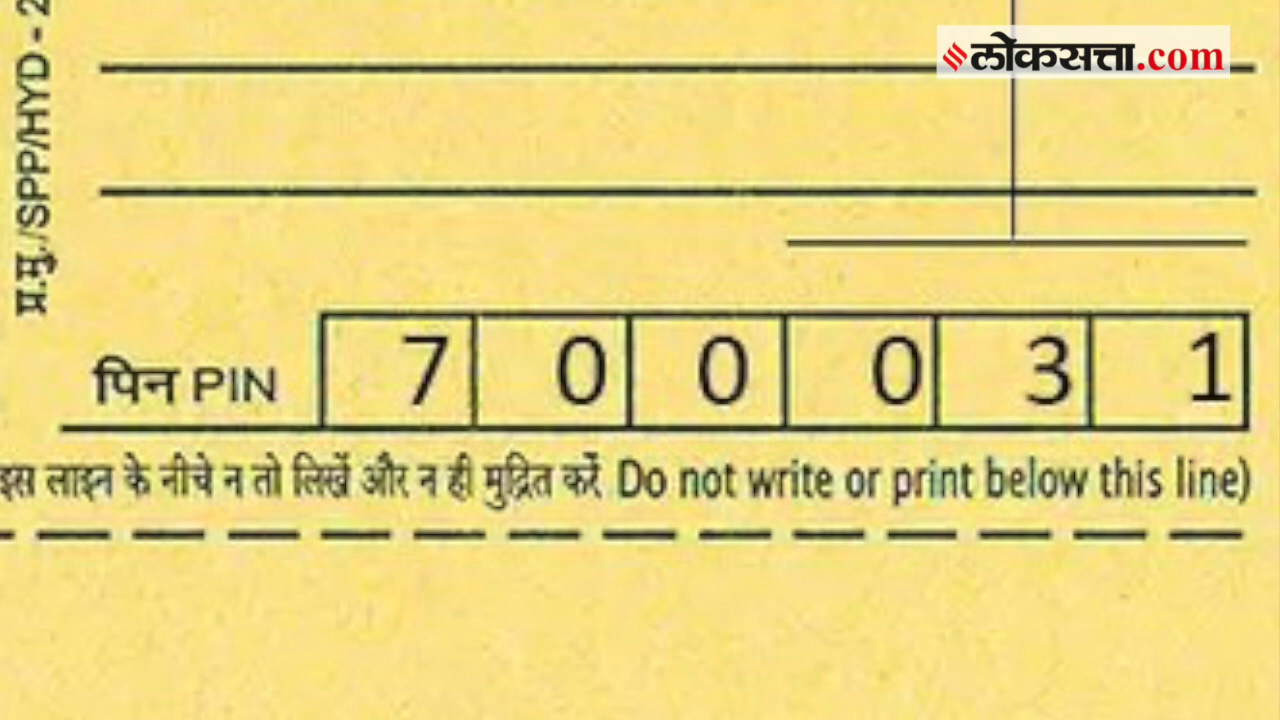 लोकसत्ता.com
प्र.मु./SPP/HYD - 2
पिन PIN 7 0 0 0 3 1
इस लाइन के नीचे न तो लिखें और न ही मुद्रित करें Do not write or print below this line)